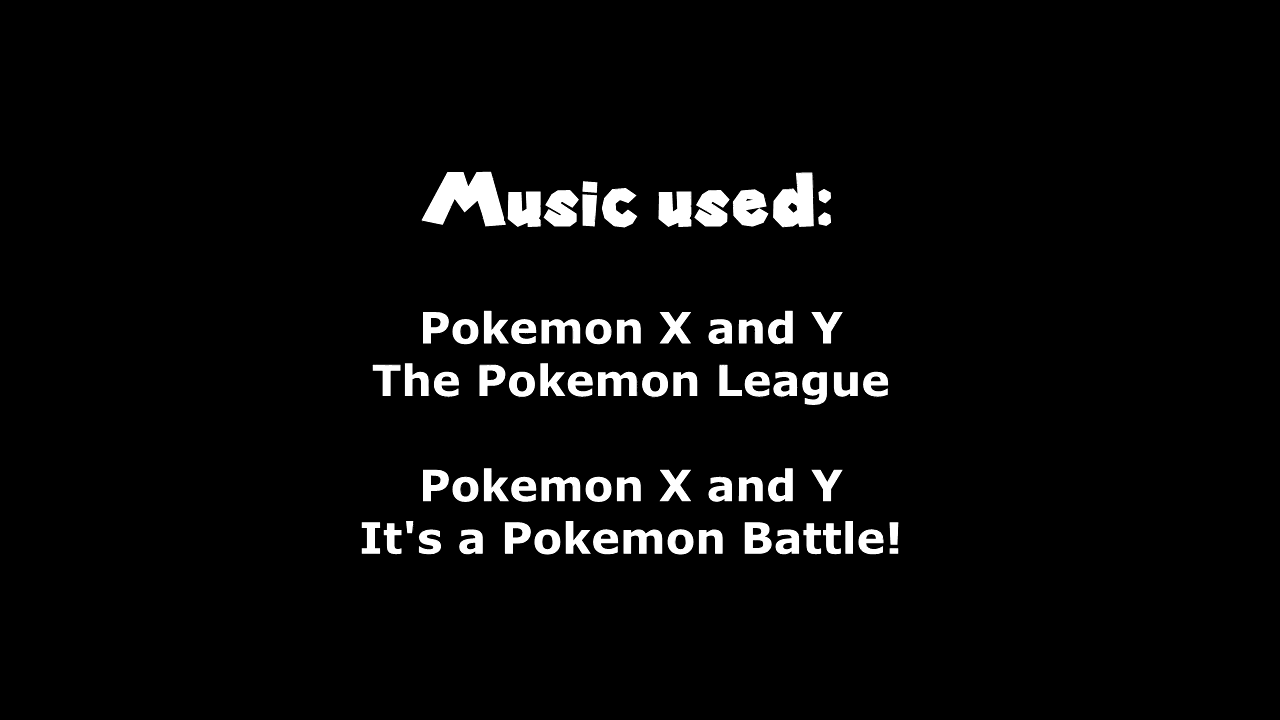 Music used:
Pokemon X and Y
The Pokemon League
Pokemon X and Y
It's a Pokemon Battle!